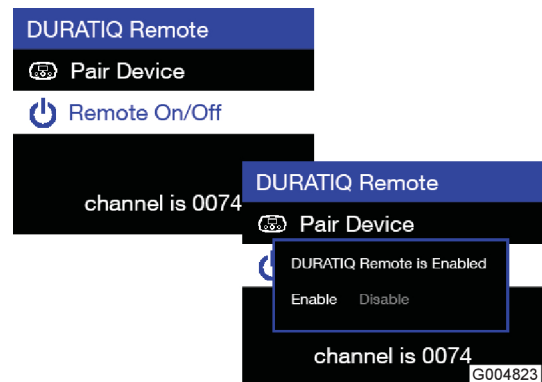 DURATIQ Remote
Pair Device
Remote On/Off
channel is 0074
DURATIQ Remote
Pair Device
DURATIQ Remote is Enabled
Enable Disable
channel is 0074
G004823